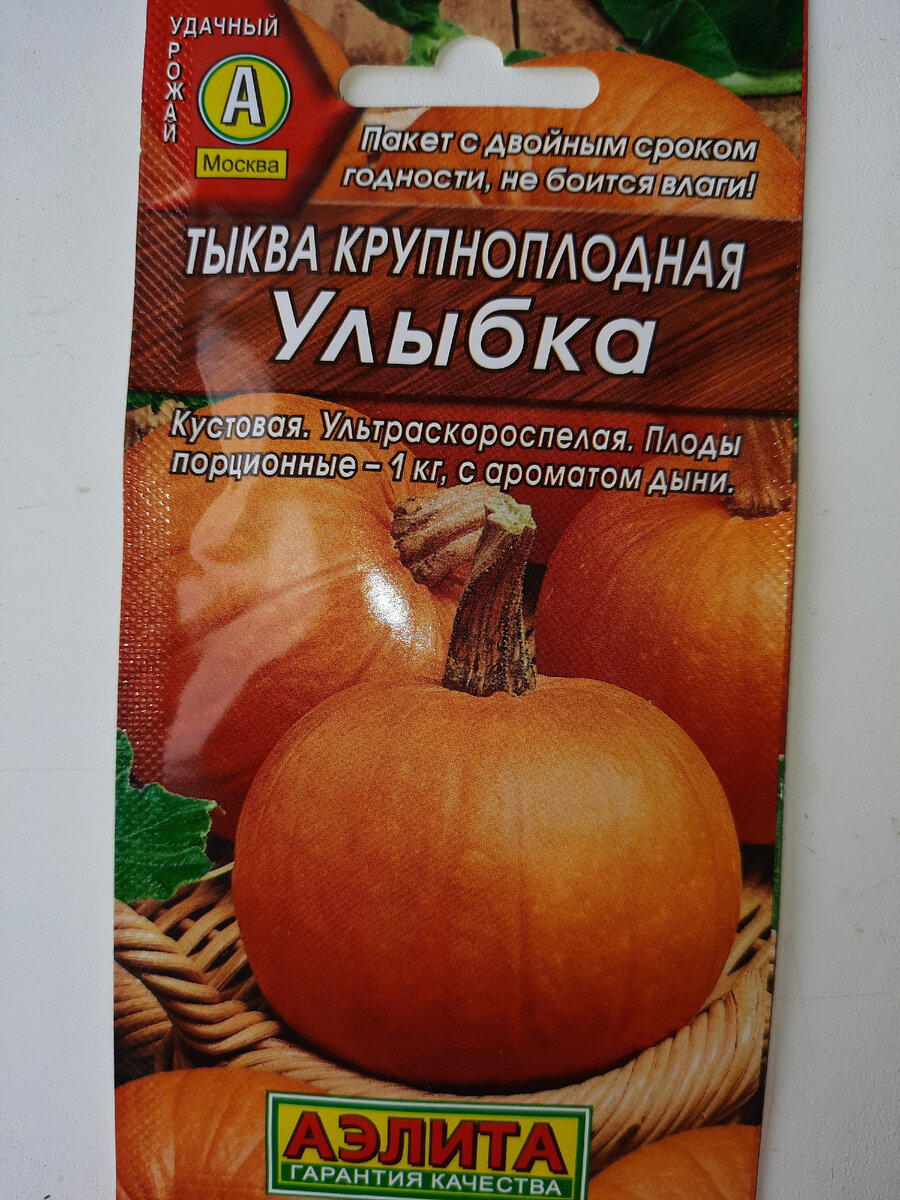 УДАЧНЫЙ
РОЖАЙ
А
Москва
Пакет с двойным сроком
годности, не боится влаги!
ТЫКВА КРУПНОПЛОДНАЯ
Улыбка
Кустовая. Ультраскороспелая. Плоды
порционные – 1 кг, с ароматом дыни.
АЭЛИТА
ГАРАНТИЯ КАЧЕСТВА